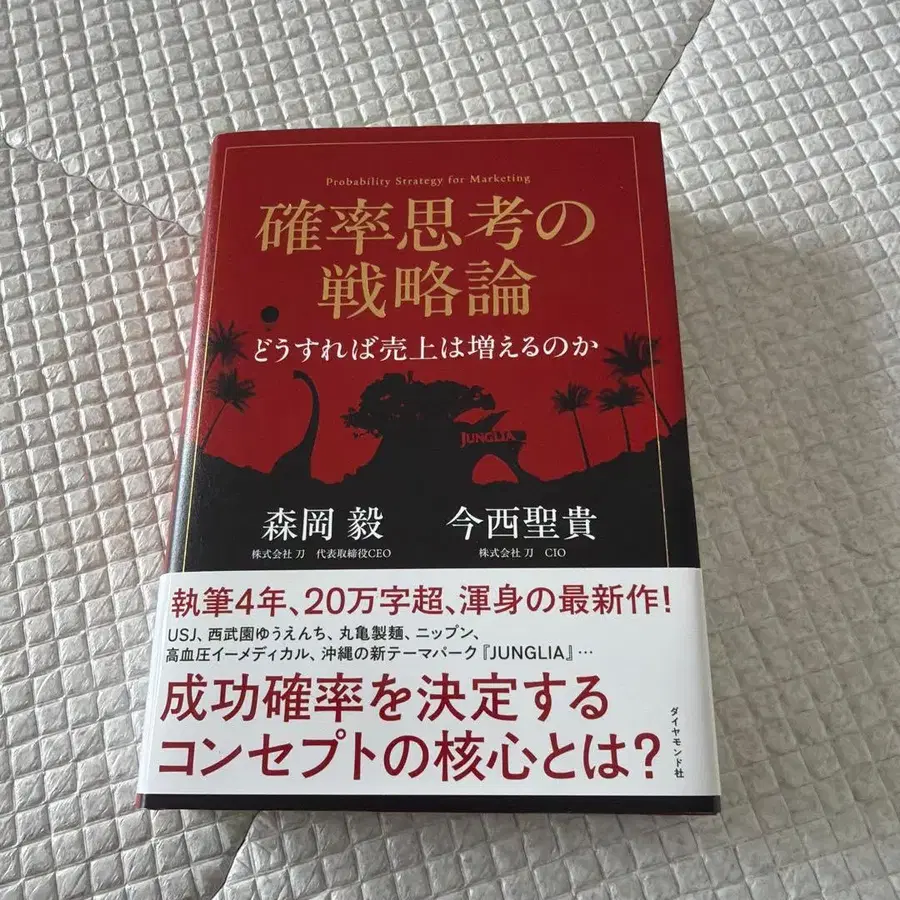 Probability Strategy for Marketing
確率思考の
戦略論
どうすれば売上は増えるのか
JUNGLIA
森岡 毅
株式会社 刀 代表取締役CEO
今西聖貴
株式会社 刀 CIO
執筆4年、20万字超、渾身の最新作!
USJ、西武園ゆうえんち、丸亀製麺、ニップン、
高血圧イーメディカル、沖縄の新テーマパーク『JUNGLIA』…
成功確率を決定する
コンセプトの核心とは?
ダイヤモンド社